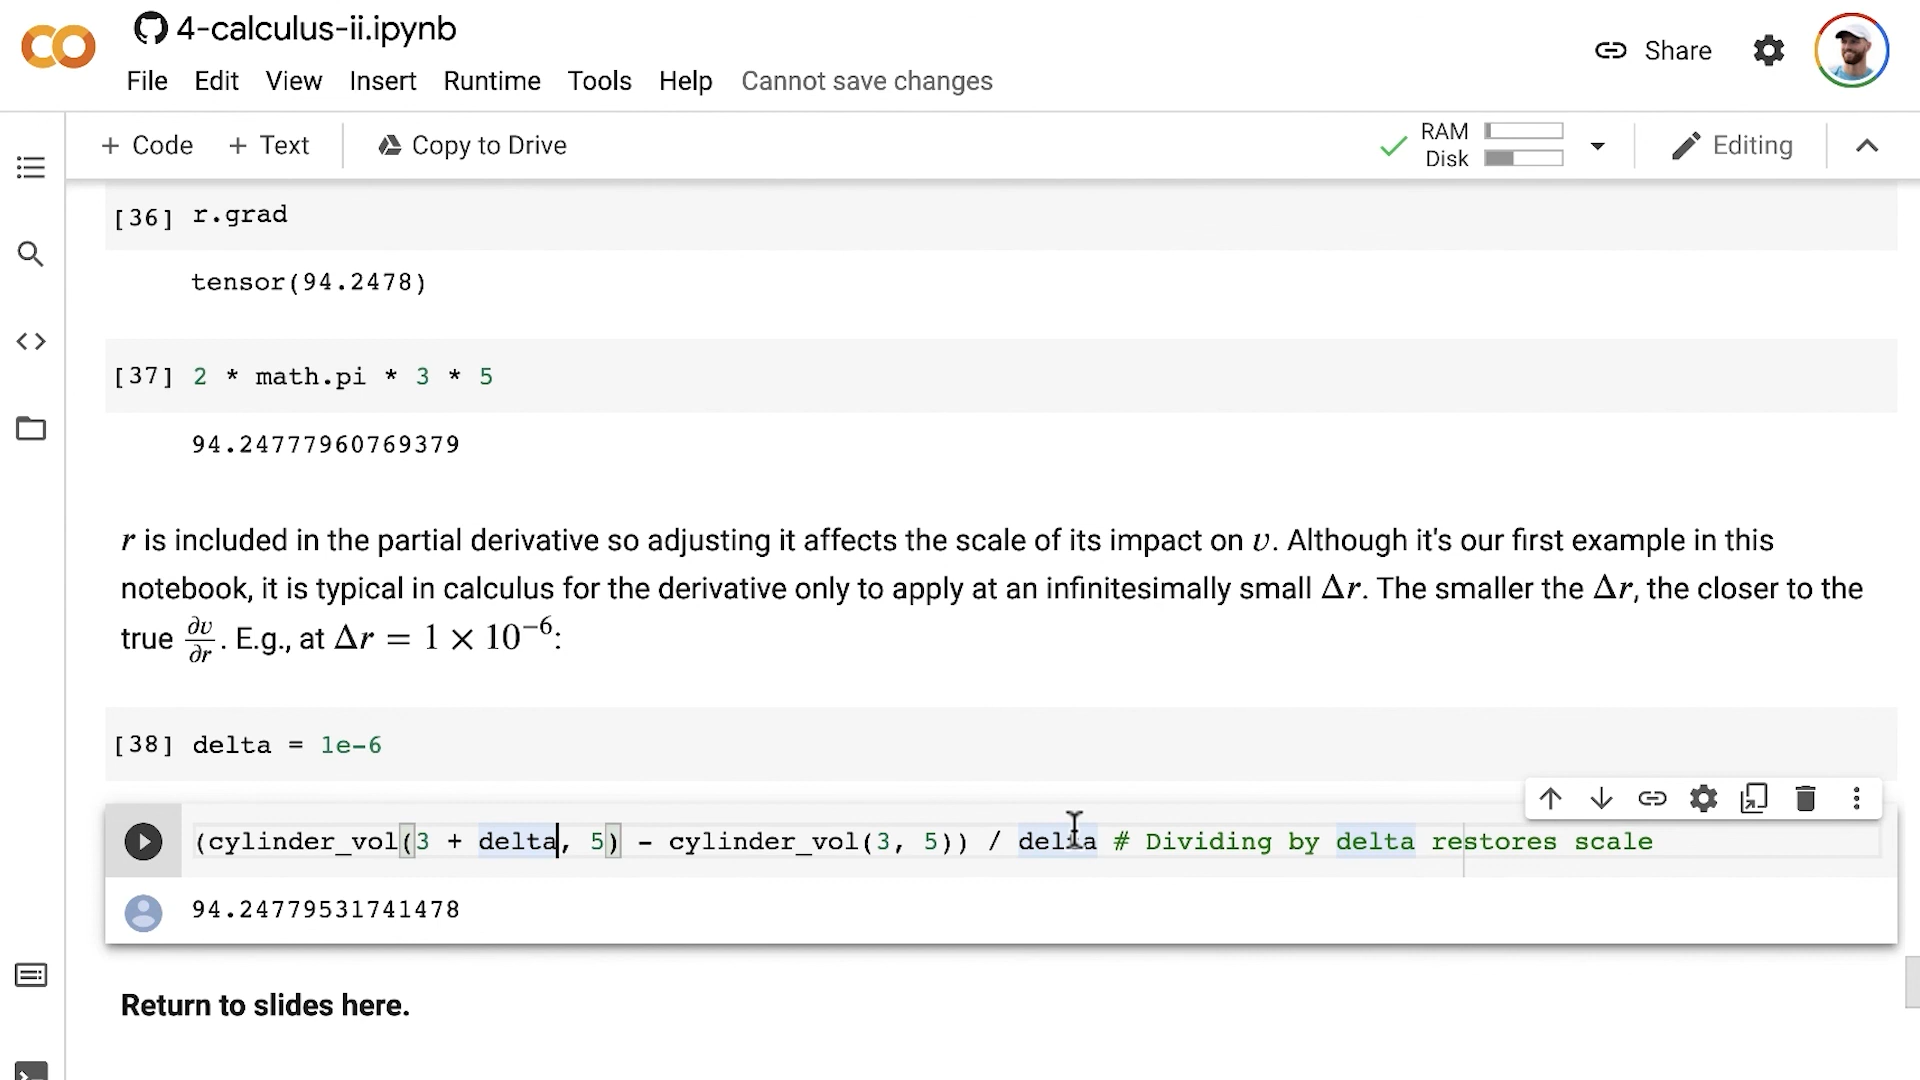 4-calculus-ii.ipynb
File Edit View Insert Runtime Tools Help Cannot save changes
Share
+ Code + Text Copy to Drive
RAM
Disk
Editing
[36] r.grad
tensor(94.2478)
[37] 2 * math.pi * 3 * 5
94.24777960769379
r is included in the partial derivative so adjusting it affects the scale of its impact on v. Although it's our first example in this
notebook, it is typical in calculus for the derivative only to apply at an infinitesimally small Δr. The smaller the Δr, the closer to the
true ∂v/∂r. E.g., at Δr = 1 × 10⁻⁶:
[38] delta = 1e-6
(cylinder_vol(3 + delta, 5) - cylinder_vol(3, 5)) / delta # Dividing by delta restores scale
94.24779531741478
Return to slides here.